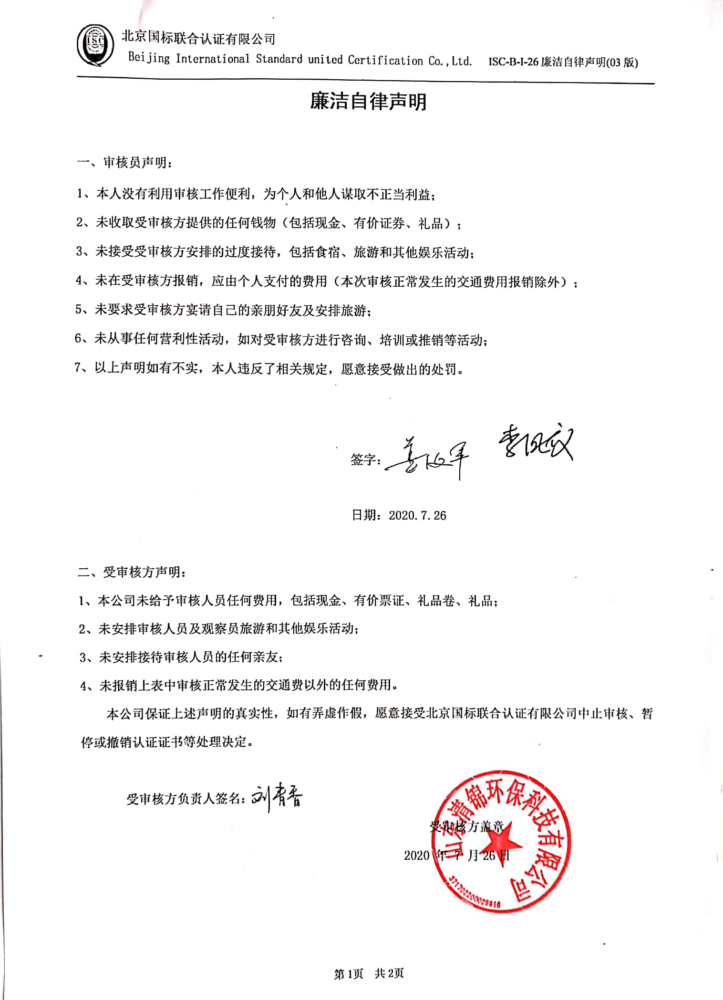 ISC
北京国标联合认证有限公司
Beijing International Standard united Certification Co.,Ltd. ISC-B-I-26 廉洁自律声明(03 版)
廉洁自律声明
一、审核员声明：
1、本人没有利用审核工作便利，为个人和他人谋取不正当利益；
2、未收取受审核方提供的任何钱物（包括现金、有价证券、礼品）；
3、未接受受审核方安排的过度接待，包括食宿、旅游和其他娱乐活动；
4、未在受审核方报销，应由个人支付的费用（本次审核正常发生的交通费用报销除外）；
5、未要求受审核方宴请自己的亲朋好友及安排旅游；
6、未从事任何营利性活动，如对受审核方进行咨询、培训或推销等活动；
7、以上声明如有不实，本人违反了相关规定，愿意接受做出的处罚。
签字：
日期：2020.7.26
二、受审核方声明：
1、本公司未给予审核人员任何费用，包括现金、有价票证、礼品卷、礼品；
2、未安排审核人员及观察员旅游和其他娱乐活动；
3、未安排接待审核人员的任何亲友；
4、未报销上表中审核正常发生的交通费以外的任何费用。
本公司保证上述声明的真实性，如有弄虚作假，愿意接受北京国标联合认证有限公司中止审核、暂
停或撤销认证证书等处理决定。
受审核方负责人签名：刘青香
山东清锦环保科技有限公司
受审核方盖章
2020 年 7 月 26 日
371702200029916
第 1页 共 2页